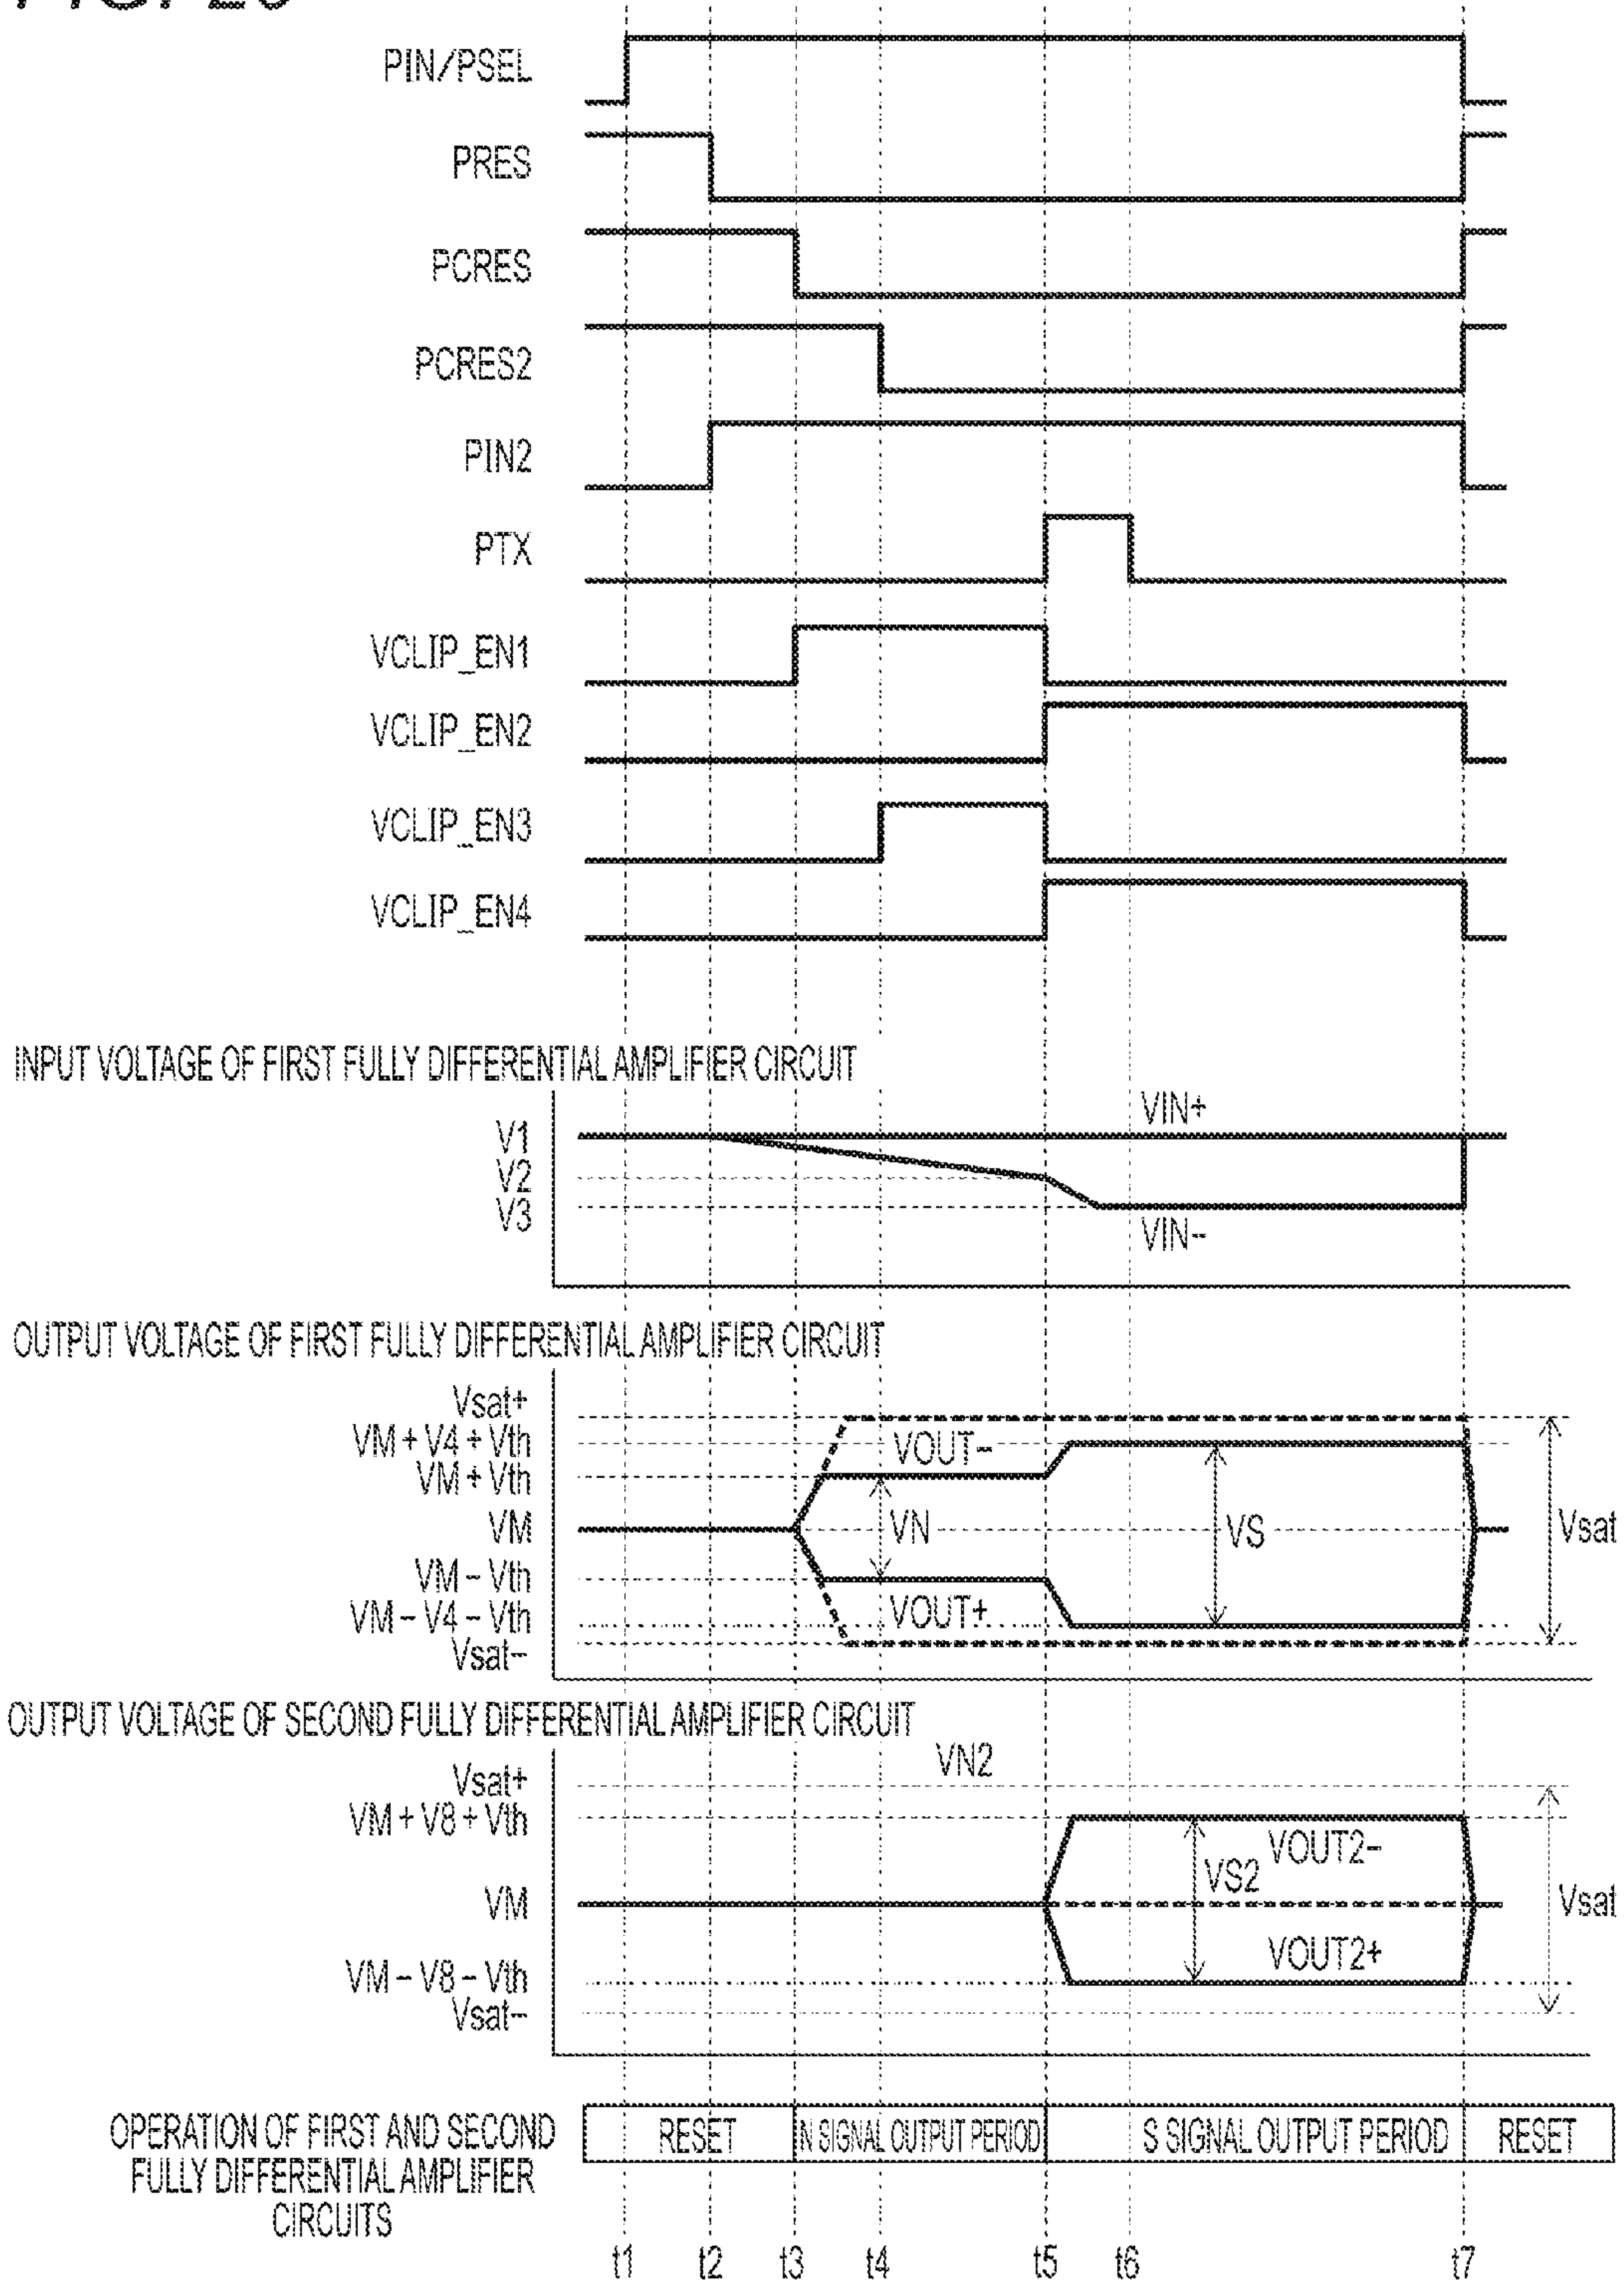 PIN/PSEL
PRES
PCRES
PCRES2
PIN2
PTX
VCLIP_EN1
VCLIP_EN2
VCLIP_EN3
VCLIP_EN4
INPUT VOLTAGE OF FIRST FULLY DIFFERENTIAL AMPLIFIER CIRCUIT
V1
V2
V3
VIN+
VIN-
OUTPUT VOLTAGE OF FIRST FULLY DIFFERENTIAL AMPLIFIER CIRCUIT
Vsat+
VM + V4 + Vth
VM + Vth
VM
VM - Vth
VM - V4 - Vth
Vsat-
VOUT-
VN
VOUT+
VS
Vsat
OUTPUT VOLTAGE OF SECOND FULLY DIFFERENTIAL AMPLIFIER CIRCUIT
Vsat+
VM + V8 + Vth
VM
VM - V8 - Vth
Vsat-
VN2
VOUT2-
VS2
VOUT2+
Vsat
OPERATION OF FIRST AND SECOND
FULLY DIFFERENTIAL AMPLIFIER
CIRCUITS
RESET
N SIGNAL OUTPUT PERIOD
S SIGNAL OUTPUT PERIOD
RESET
t1
t2
t3
t4
t5
t6
t7